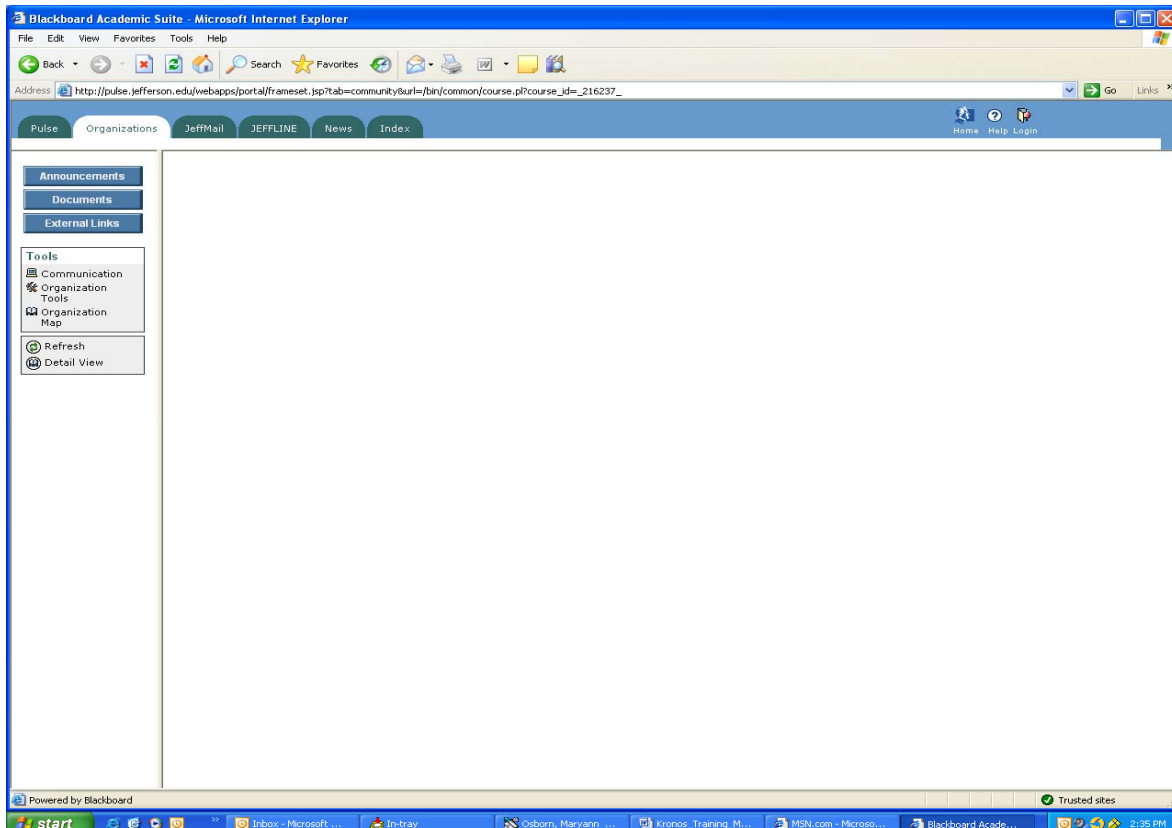 Blackboard Academic Suite - Microsoft Internet Explorer
File Edit View Favorites Tools Help
Back Search Favorites
Address http://pulse.jefferson.edu/webapps/portal/frameset.jsp?tab=community&url=/bin/common/course.pl?course_id=_216237_ Go Links »
Pulse Organizations JeffMail JEFFLINE News Index Home Help Login
Announcements
Documents
External Links
Tools
Communication
Organization
Tools
Organization
Map
Refresh
Detail View
Powered by Blackboard Trusted sites
start » Inbox - Microsoft ... In-tray Osborn, Maryann ... Kronos_Training_M... MSN.com - Microso... Blackboard Acade... 2:35 PM